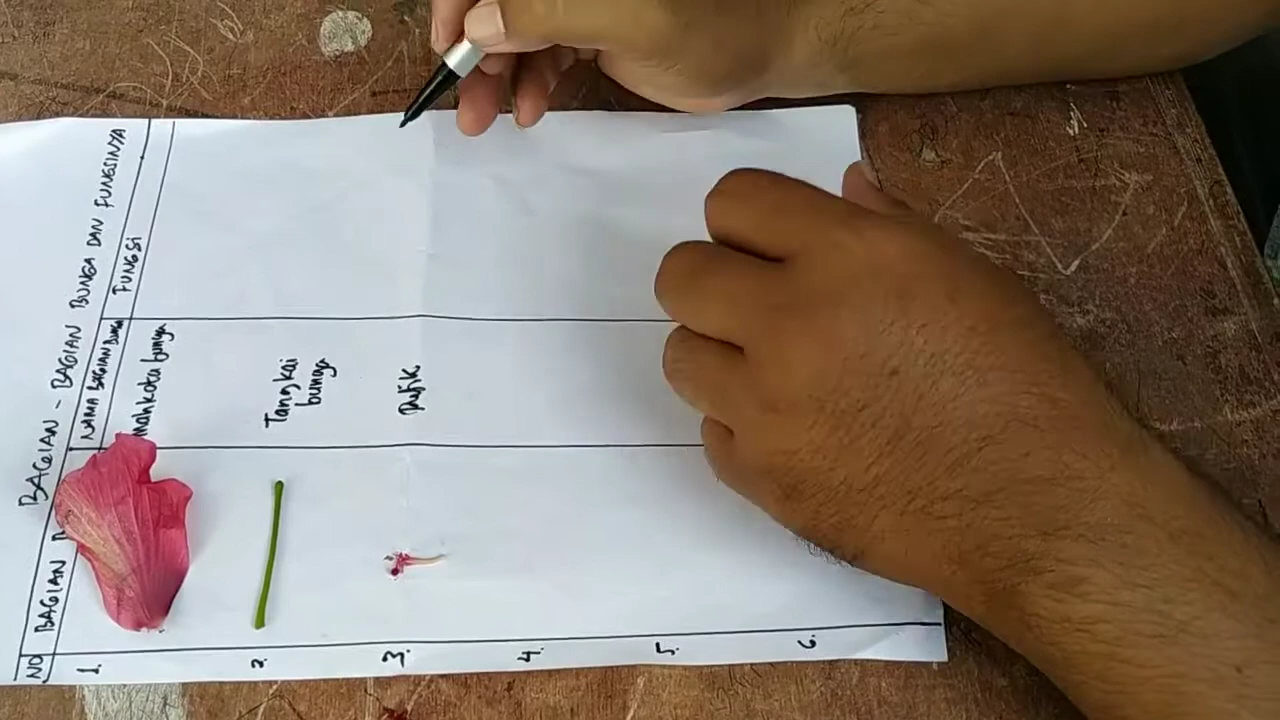 BAGIAN - BAGIAN BUNGA DAN FUNGSINYA
NO BAGIAN NAMA BAGIAN BUNGA FUNGSI
1. mahkota bunga
2. Tangkai
bunga
3. Putik
4.
5.
6.